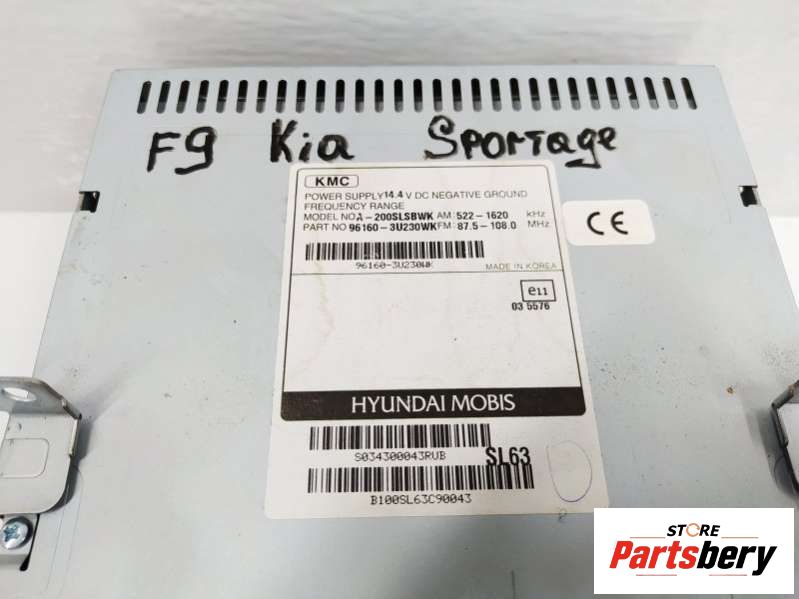 F9 Kia Sportage
KMC
POWER SUPPLY 14.4 V DC NEGATIVE GROUND
FREQUENCY RANGE
MODEL NO A-200SLSBWK AM 522-1620 kHz
PART NO 96160-3U230WK FM 87.5-108.0 MHz
CE
96160-3U230WK
MADE IN KOREA
e11
03 5576
HYUNDAI MOBIS
S034300043RUB
SL63
B100SL63C90043
STORE
Partsbery